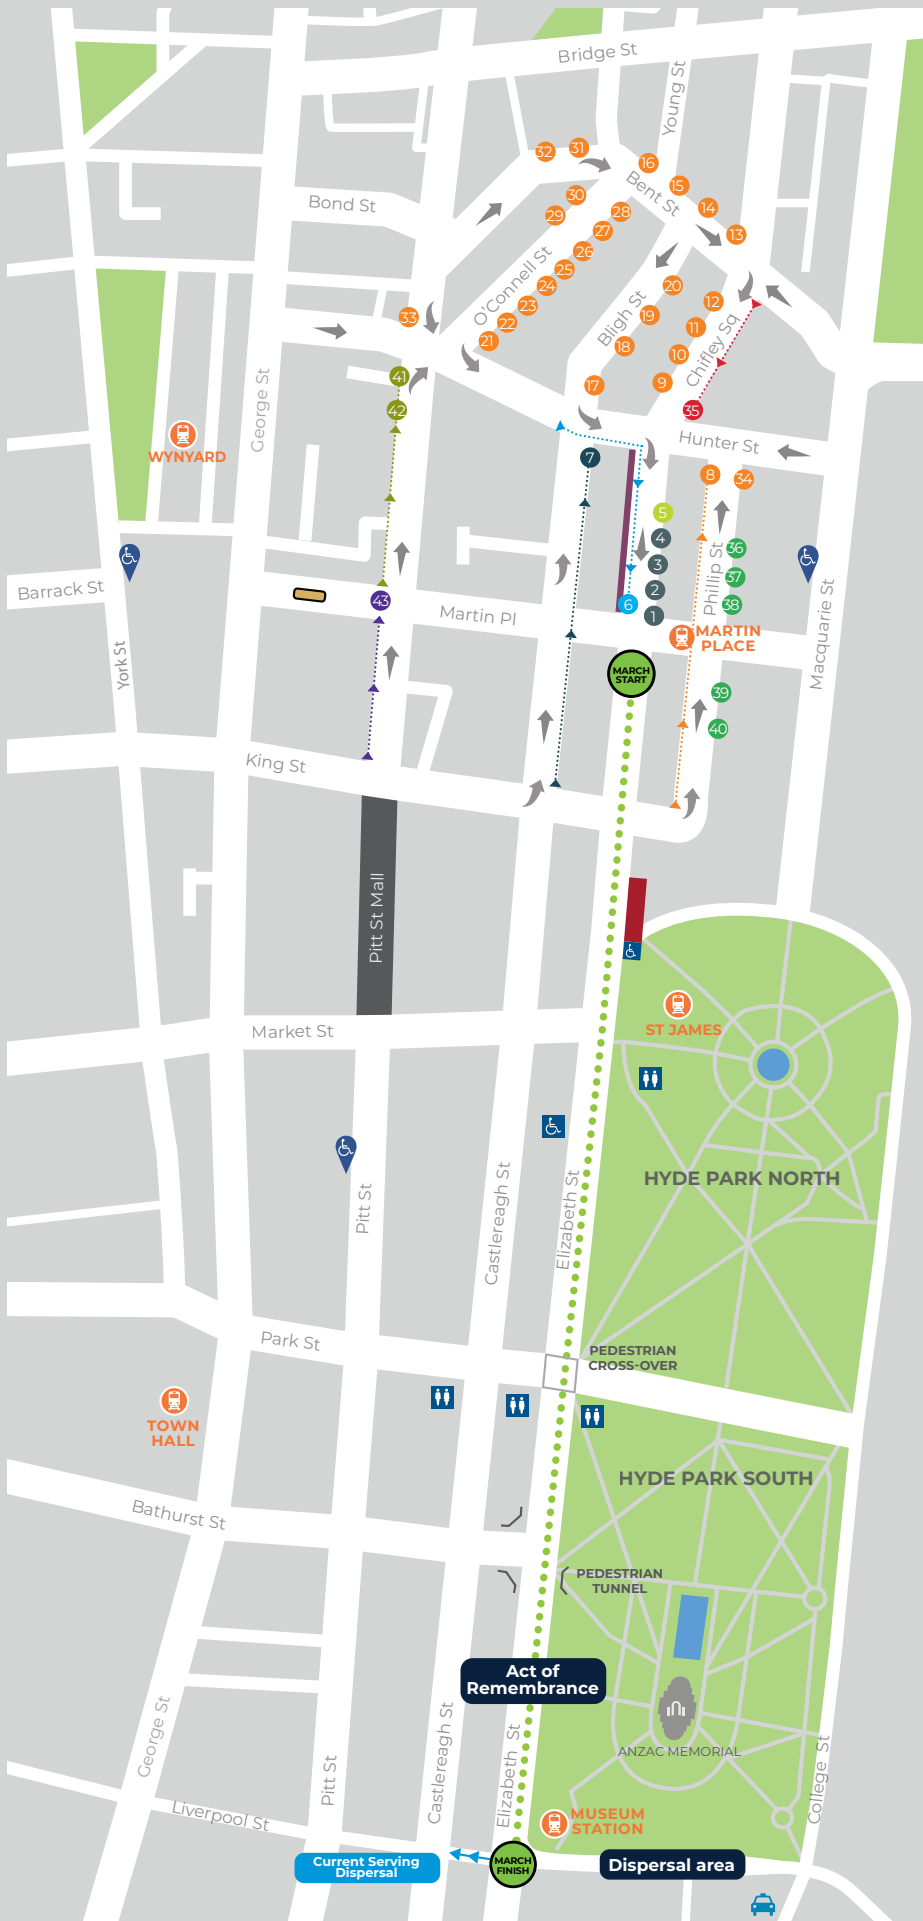 Bridge St
Young St
32
31
16
Bent St
15
30
Bond St
29
28
14
27
13
26
O'Connell St
25
24
20
12
23
Bligh St
33
22
19
11
21
18
Chifley Sq
10
41
17
9
George St
42
35
WYNYARD
Hunter St
7
8
34
5
4
36
3
Phillip St
37
Barrack St
2
43
6
38
Martin Pl
1
Macquarie St
MARTIN
PLACE
York St
MARCH
START
39
40
King St
Pitt St Mall
ST JAMES
Market St
HYDE PARK NORTH
Pitt St
Castlereagh St
Elizabeth St
Park St
PEDESTRIAN
CROSS-OVER
TOWN
HALL
HYDE PARK SOUTH
Bathurst St
PEDESTRIAN
TUNNEL
Act of
Remembrance
George St
Pitt St
Castlereagh St
Elizabeth St
ANZAC MEMORIAL
College St
Liverpool St
MUSEUM
STATION
Current Serving
Dispersal
MARCH
FINISH
Dispersal area